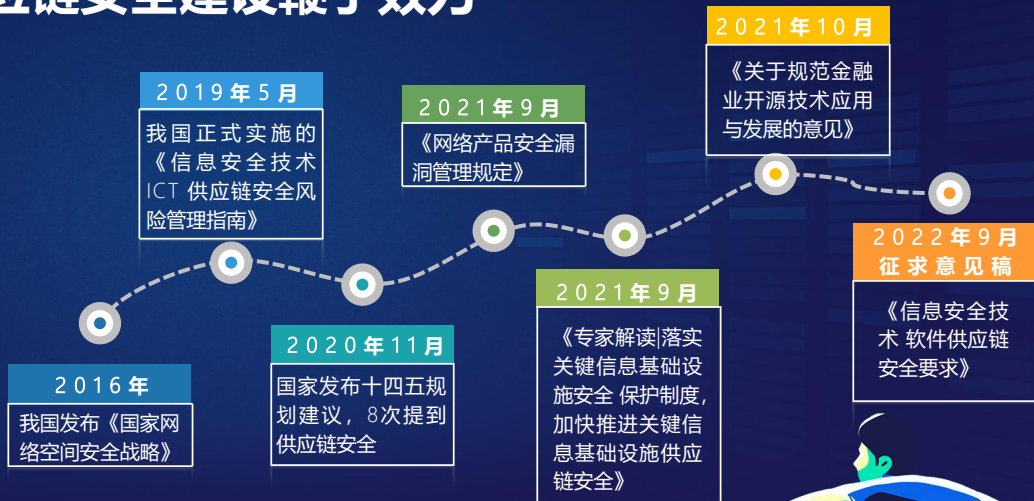 应链安全建设鞭于效力
2016年
我国发布《国家网
络空间安全战略》
2019年5月
我国正式实施的
《信息安全技术
ICT 供应链安全风
险管理指南》
2020年11月
国家发布十四五规
划建议，8次提到
供应链安全
2021年9月
《网络产品安全漏
洞管理规定》
2021年9月
《专家解读|落实
关键信息基础设
施安全 保护制度，
加快推进关键信
息基础设施供应
链安全》
2021年10月
《关于规范金融
业开源技术应用
与发展的意见》
2022年9月
征求意见稿
《信息安全技
术 软件供应链
安全要求》